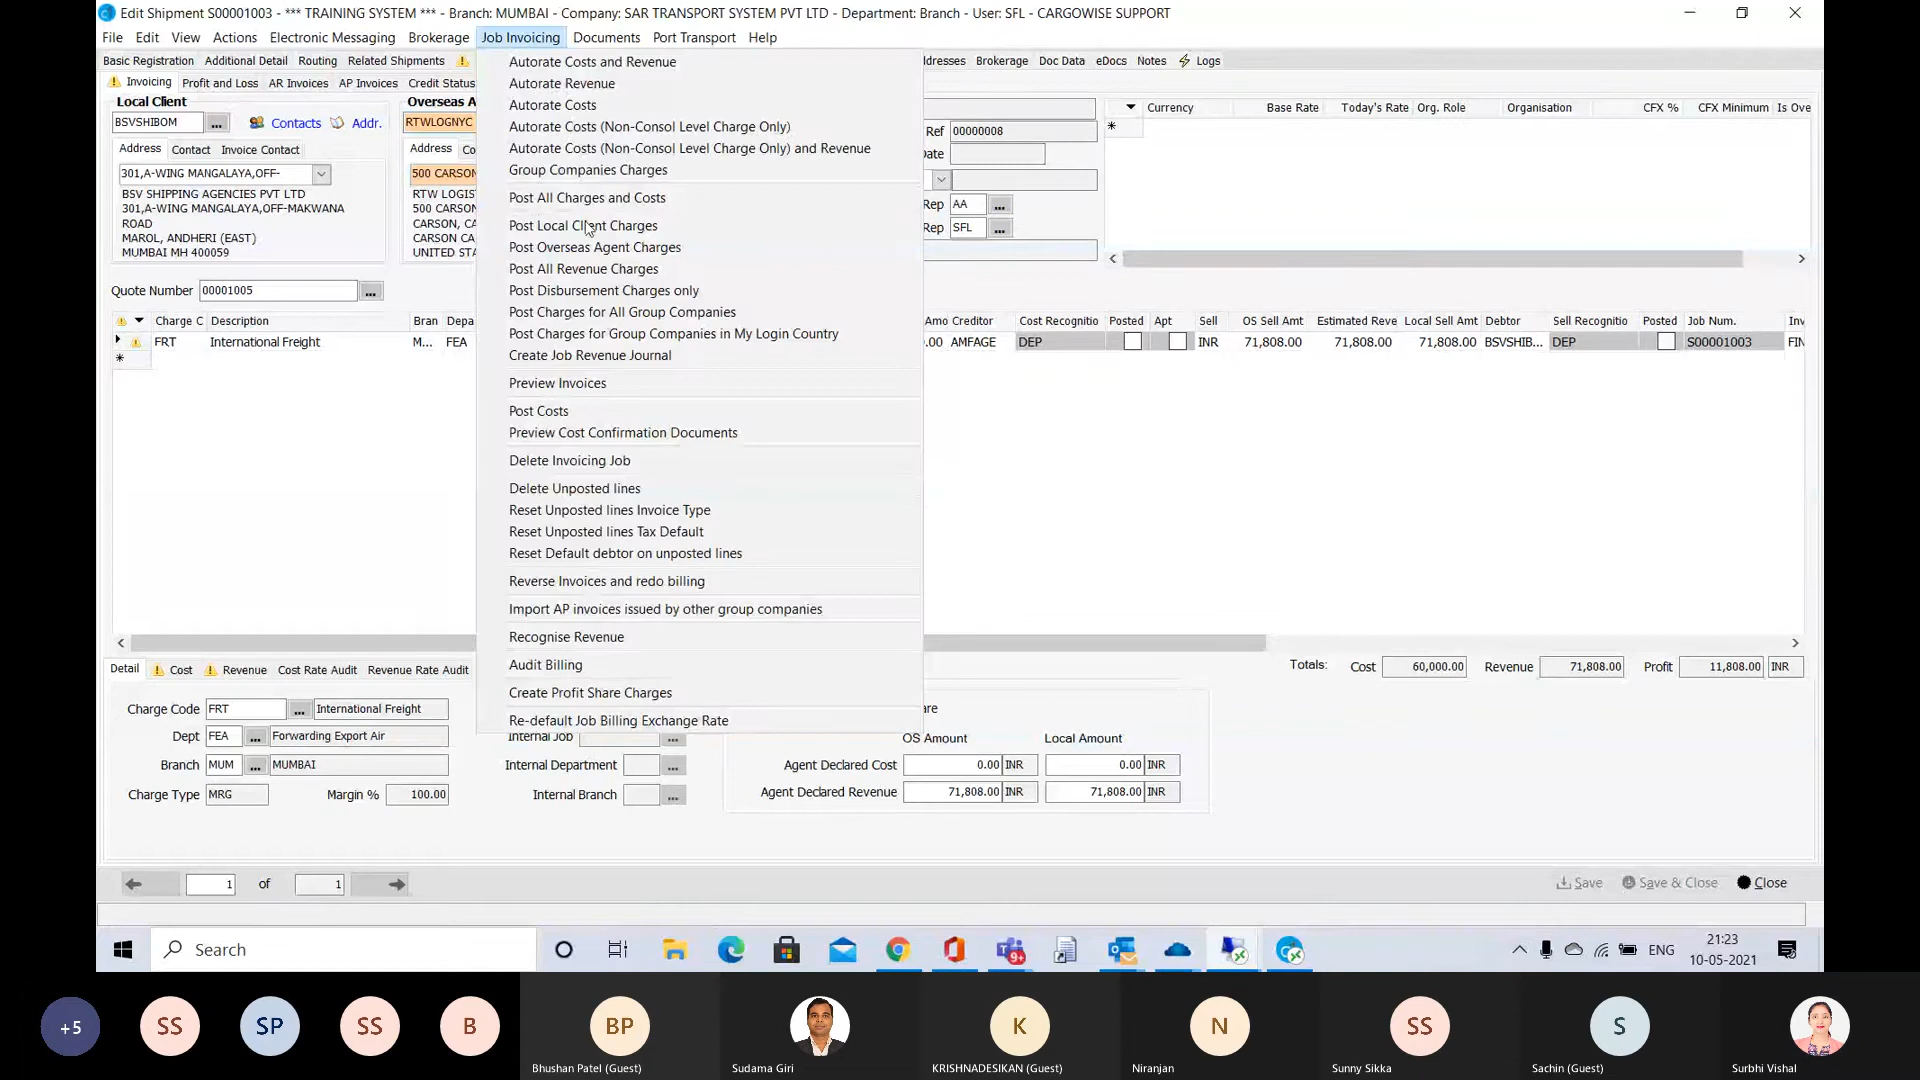 Edit Shipment S00001003 - *** TRAINING SYSTEM *** - Branch: MUMBAI - Company: SAR TRANSPORT SYSTEM PVT LTD - Department: Branch - User: SFL - CARGOWISE SUPPORT
File Edit View Actions Electronic Messaging Brokerage Job Invoicing Documents Port Transport Help
Basic Registration Additional Detail Routing Related Shipments
dresses Brokerage Doc Data eDocs Notes Logs
Invoicing Profit and Loss AR Invoices AP Invoices Credit Status
Local Client
BSVSHIBOM ... Contacts Addr.
Address Contact Invoice Contact
301,A-WING MANGALAYA,OFF-
BSV SHIPPING AGENCIES PVT LTD
301,A-WING MANGALAYA,OFF-MAKWANA
ROAD
MAROL, ANDHERI (EAST)
MUMBAI MH 400059
Overseas A
RTWLOGNYC
Address Co
500 CARSON
RTW LOGIS
500 CARSON
CARSON, CA
CARSON CA
UNITED STA
Quote Number 00001005 ...
Autorate Costs and Revenue
Autorate Revenue
Autorate Costs
Autorate Costs (Non-Consol Level Charge Only)
Autorate Costs (Non-Consol Level Charge Only) and Revenue
Group Companies Charges
Post All Charges and Costs
Post Local Client Charges
Post Overseas Agent Charges
Post All Revenue Charges
Post Disbursement Charges only
Post Charges for All Group Companies
Post Charges for Group Companies in My Login Country
Create Job Revenue Journal
Preview Invoices
Post Costs
Preview Cost Confirmation Documents
Delete Invoicing Job
Delete Unposted lines
Reset Unposted lines Invoice Type
Reset Unposted lines Tax Default
Reset Default debtor on unposted lines
Reverse Invoices and redo billing
Import AP invoices issued by other group companies
Recognise Revenue
Audit Billing
Create Profit Share Charges
Re-default Job Billing Exchange Rate
Ref 00000008
Date
Rep AA ...
Rep SFL ...
Currency Base Rate Today's Rate Org. Role Organisation CFX % CFX Minimum Is Ove
*
Charge C Description Bran Depa
FRT International Freight M... FEA
*
Amo Creditor Cost Recognitio Posted Apt Sell OS Sell Amt Estimated Reve Local Sell Amt Debtor Sell Recognitio Posted Job Num. Inv
.00 AMFAGE DEP INR 71,808.00 71,808.00 71,808.00 BSVSHIB... DEP S00001003 FIN
Detail Cost Revenue Cost Rate Audit Revenue Rate Audit
Totals: Cost 60,000.00 Revenue 71,808.00 Profit 11,808.00 INR
Charge Code FRT ... International Freight
Dept FEA ... Forwarding Export Air
Branch MUM ... MUMBAI
Charge Type MRG Margin % 100.00
Internal Job ...
Internal Department ...
Internal Branch ...
are
OS Amount Local Amount
Agent Declared Cost 0.00 INR 0.00 INR
Agent Declared Revenue 71,808.00 INR 71,808.00 INR
1 of 1
Save Save & Close Close
Search
9+
ENG
21:23
10-05-2021
+5 SS SP SS B BP K N SS S
Bhushan Patel (Guest) Sudama Giri KRISHNADESIKAN (Guest) Niranjan Sunny Sikka Sachin (Guest) Surbhi Vishal